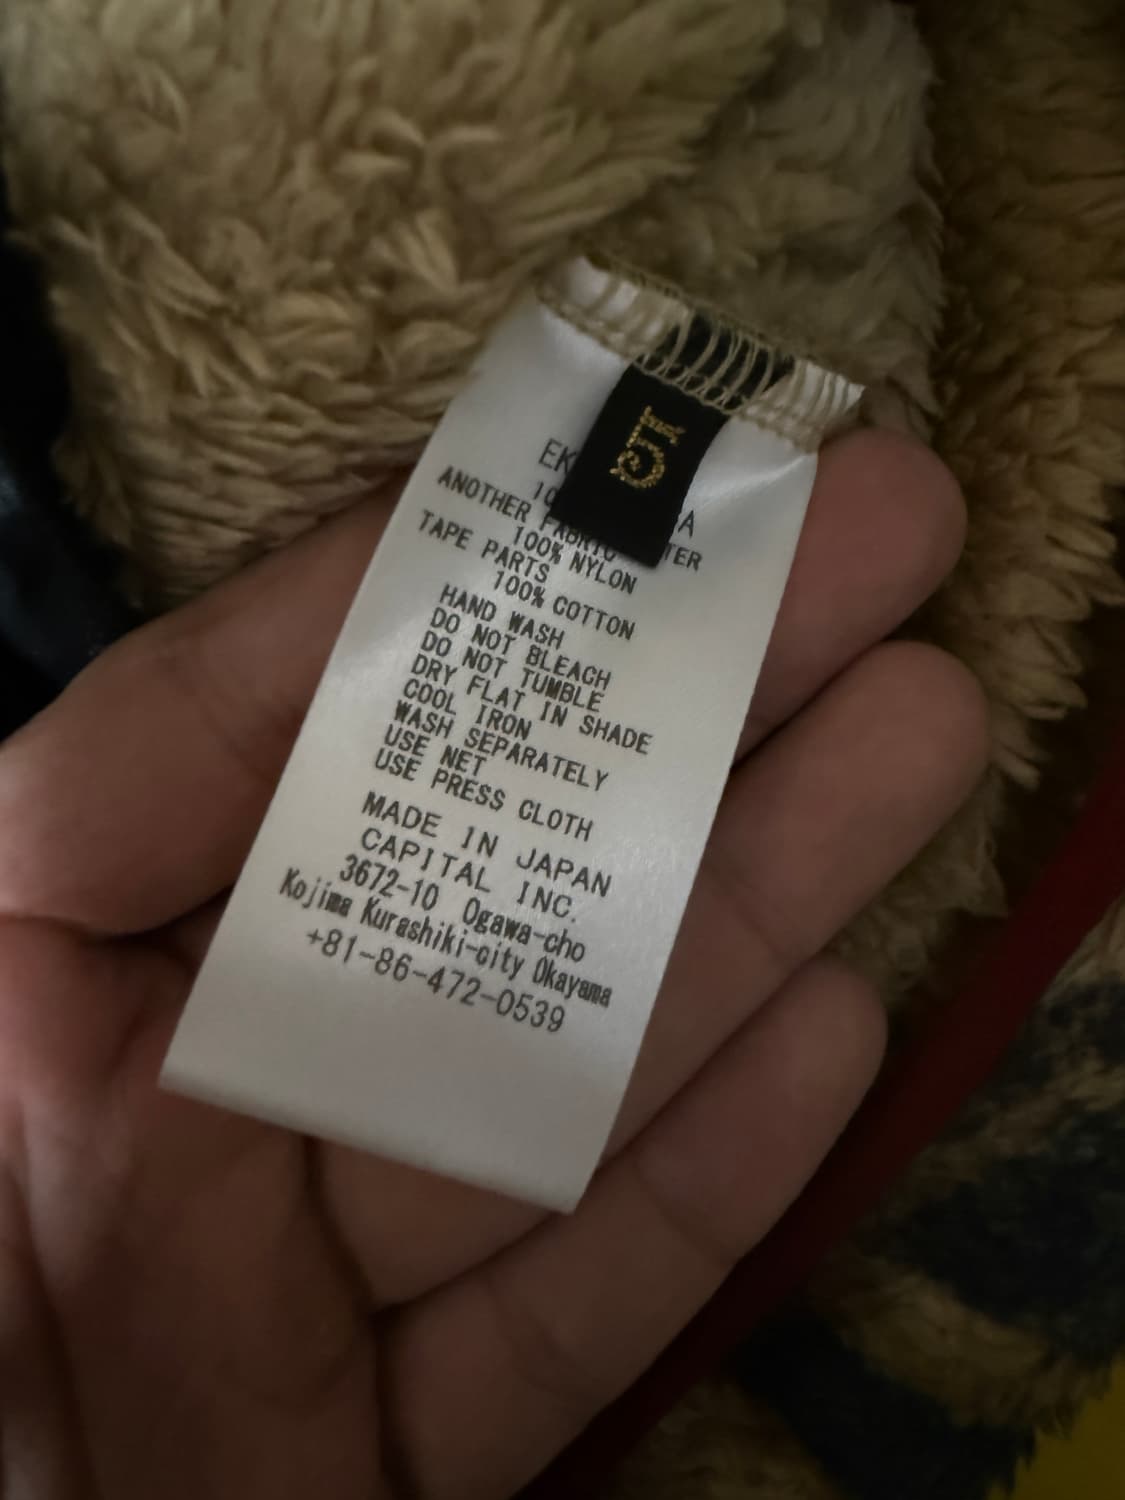 5
ANOTHER FABRIC
100% NYLON
TAPE PARTS
100% COTTON
HAND WASH
DO NOT BLEACH
DO NOT TUMBLE
DRY FLAT IN SHADE
COOL IRON
WASH SEPARATELY
USE NET
USE PRESS CLOTH
MADE IN JAPAN
CAPITAL INC.
3672-10 Ogawa-cho
Kojima Kurashiki-city Okayama
+81-86-472-0539